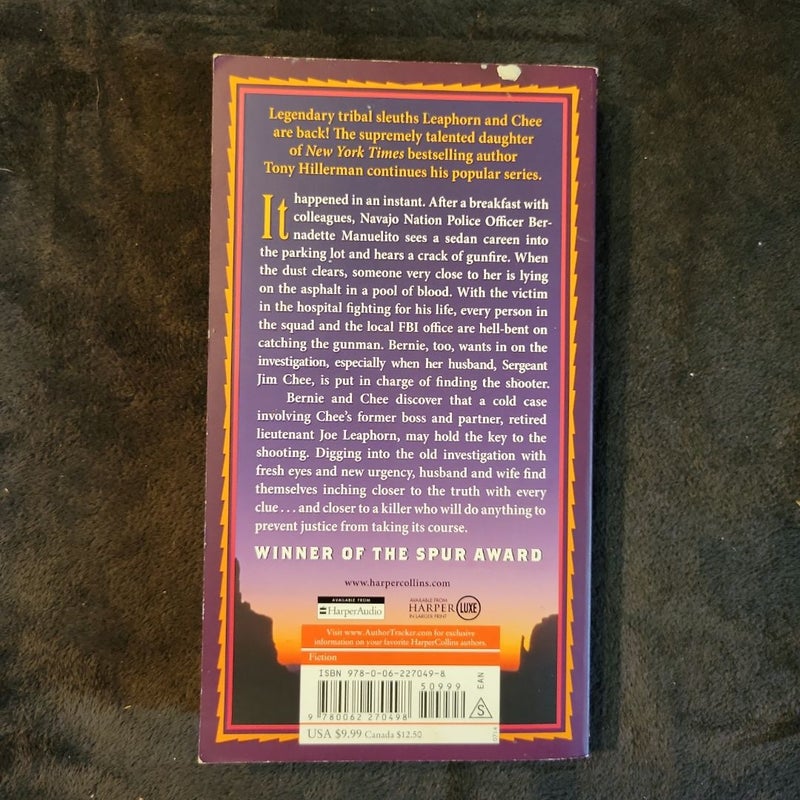 Legendary tribal sleuths Leaphorn and Chee
are back! The supremely talented daughter
of New York Times bestselling author
Tony Hillerman continues his popular series.
It happened in an instant. After a breakfast with
colleagues, Navajo Nation Police Officer Ber-
nadette Manuelito sees a sedan careen into
the parking lot and hears a crack of gunfire. When
the dust clears, someone very close to her is lying
on the asphalt in a pool of blood. With the victim
in the hospital fighting for his life, every person in
the squad and the local FBI office are hell-bent on
catching the gunman. Bernie, too, wants in on the
investigation, especially when her husband, Sergeant
Jim Chee, is put in charge of finding the shooter.
Bernie and Chee discover that a cold case
involving Chee's former boss and partner, retired
lieutenant Joe Leaphorn, may hold the key to the
shooting. Digging into the old investigation with
fresh eyes and new urgency, husband and wife find
themselves inching closer to the truth with every
clue . . . and closer to a killer who will do anything to
prevent justice from taking its course.
WINNER OF THE SPUR AWARD
www.harpercollins.com
AVAILABLE FROM
HarperAudio
AVAILABLE FROM
HARPER LUXE
IN LARGER PRINT
Visit www.AuthorTracker.com for exclusive
information on your favorite HarperCollins authors.
Fiction
ISBN 978-0-06-227049-8
50999
EAN
9 780062 270498
S
USA $9.99 Canada $12.50
0714